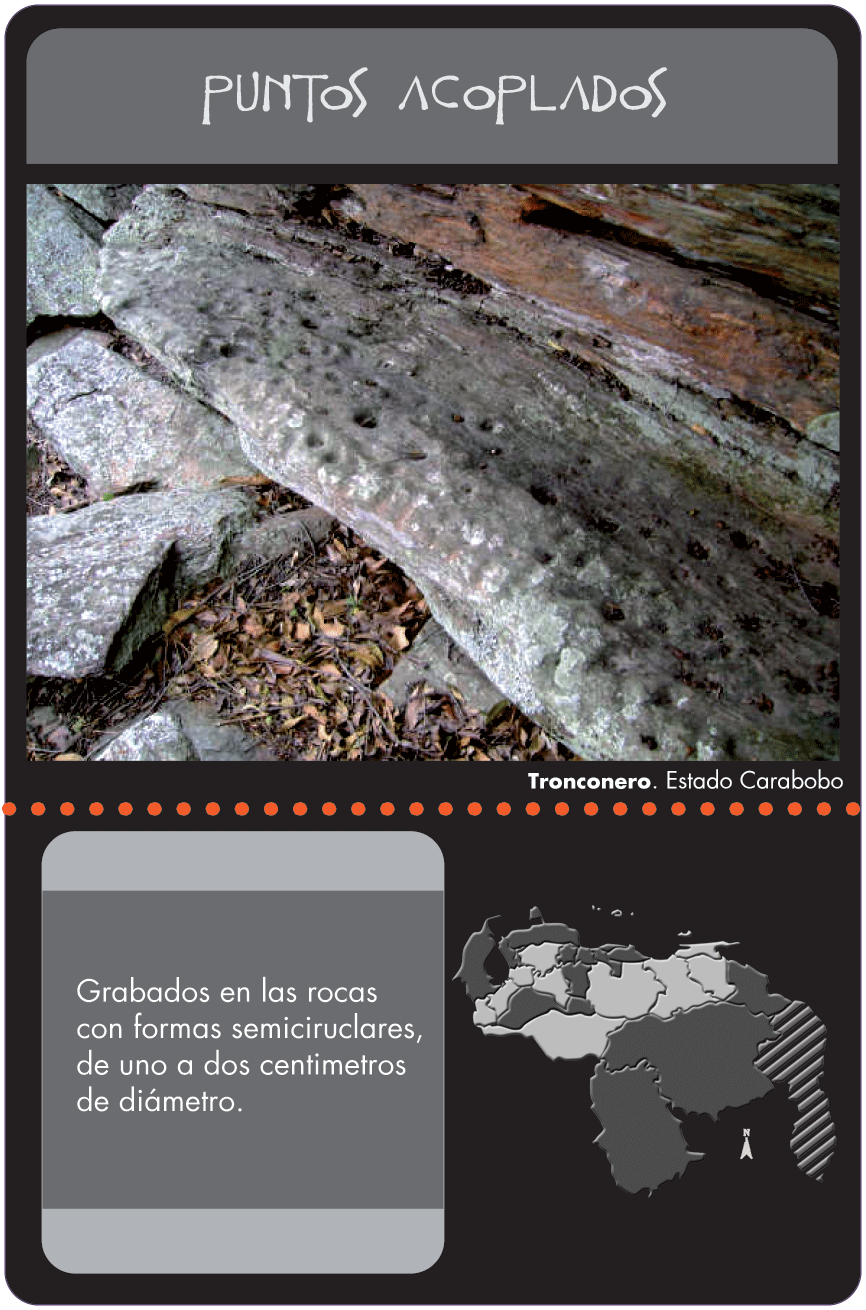 PUNTOS ACOPLADOS
Tronconero. Estado Carabobo
Grabados en las rocas
con formas semiciruclares,
de uno a dos centimetros
de diámetro.
N